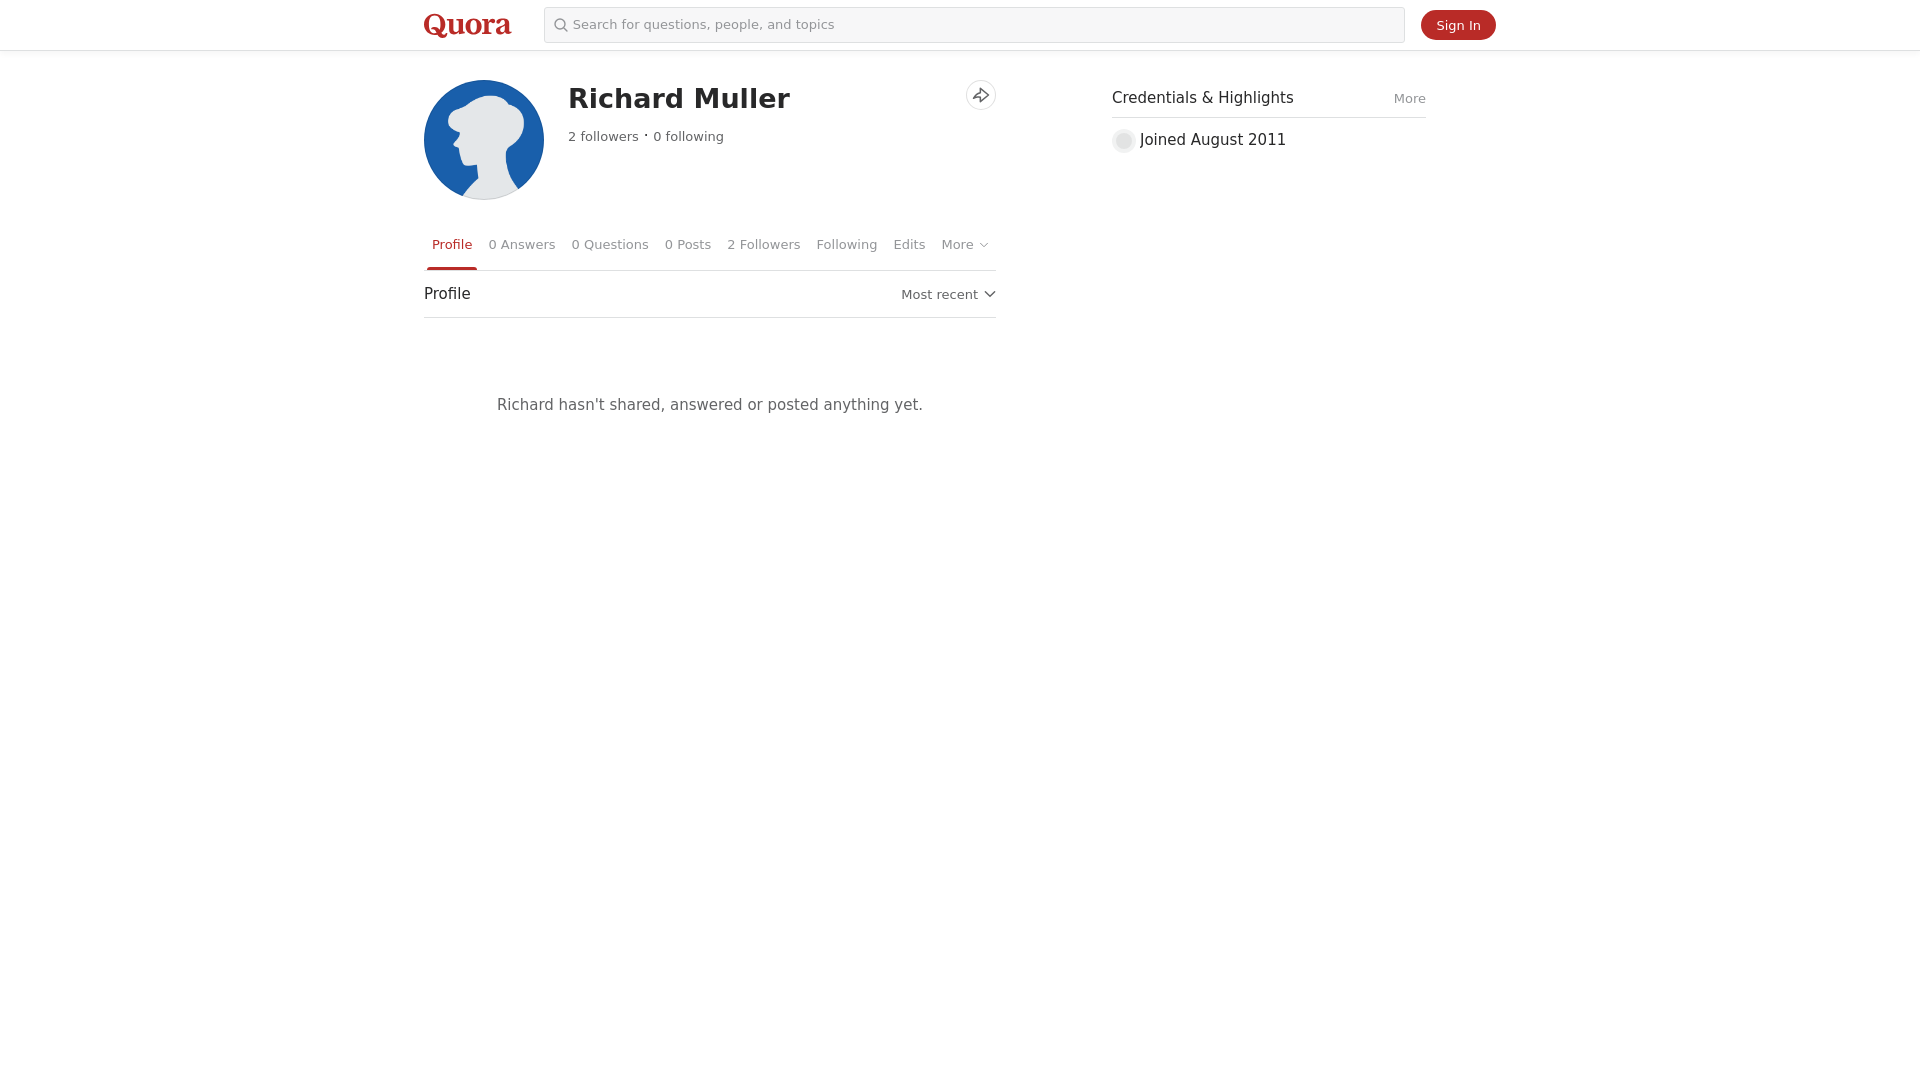 Quora
Search for questions, people, and topics
Sign In
Richard Muller
2 followers · 0 following
Credentials & Highlights
More
Joined August 2011
Profile
0 Answers
0 Questions
0 Posts
2 Followers
Following
Edits
More
Profile
Most recent
Richard hasn't shared, answered or posted anything yet.